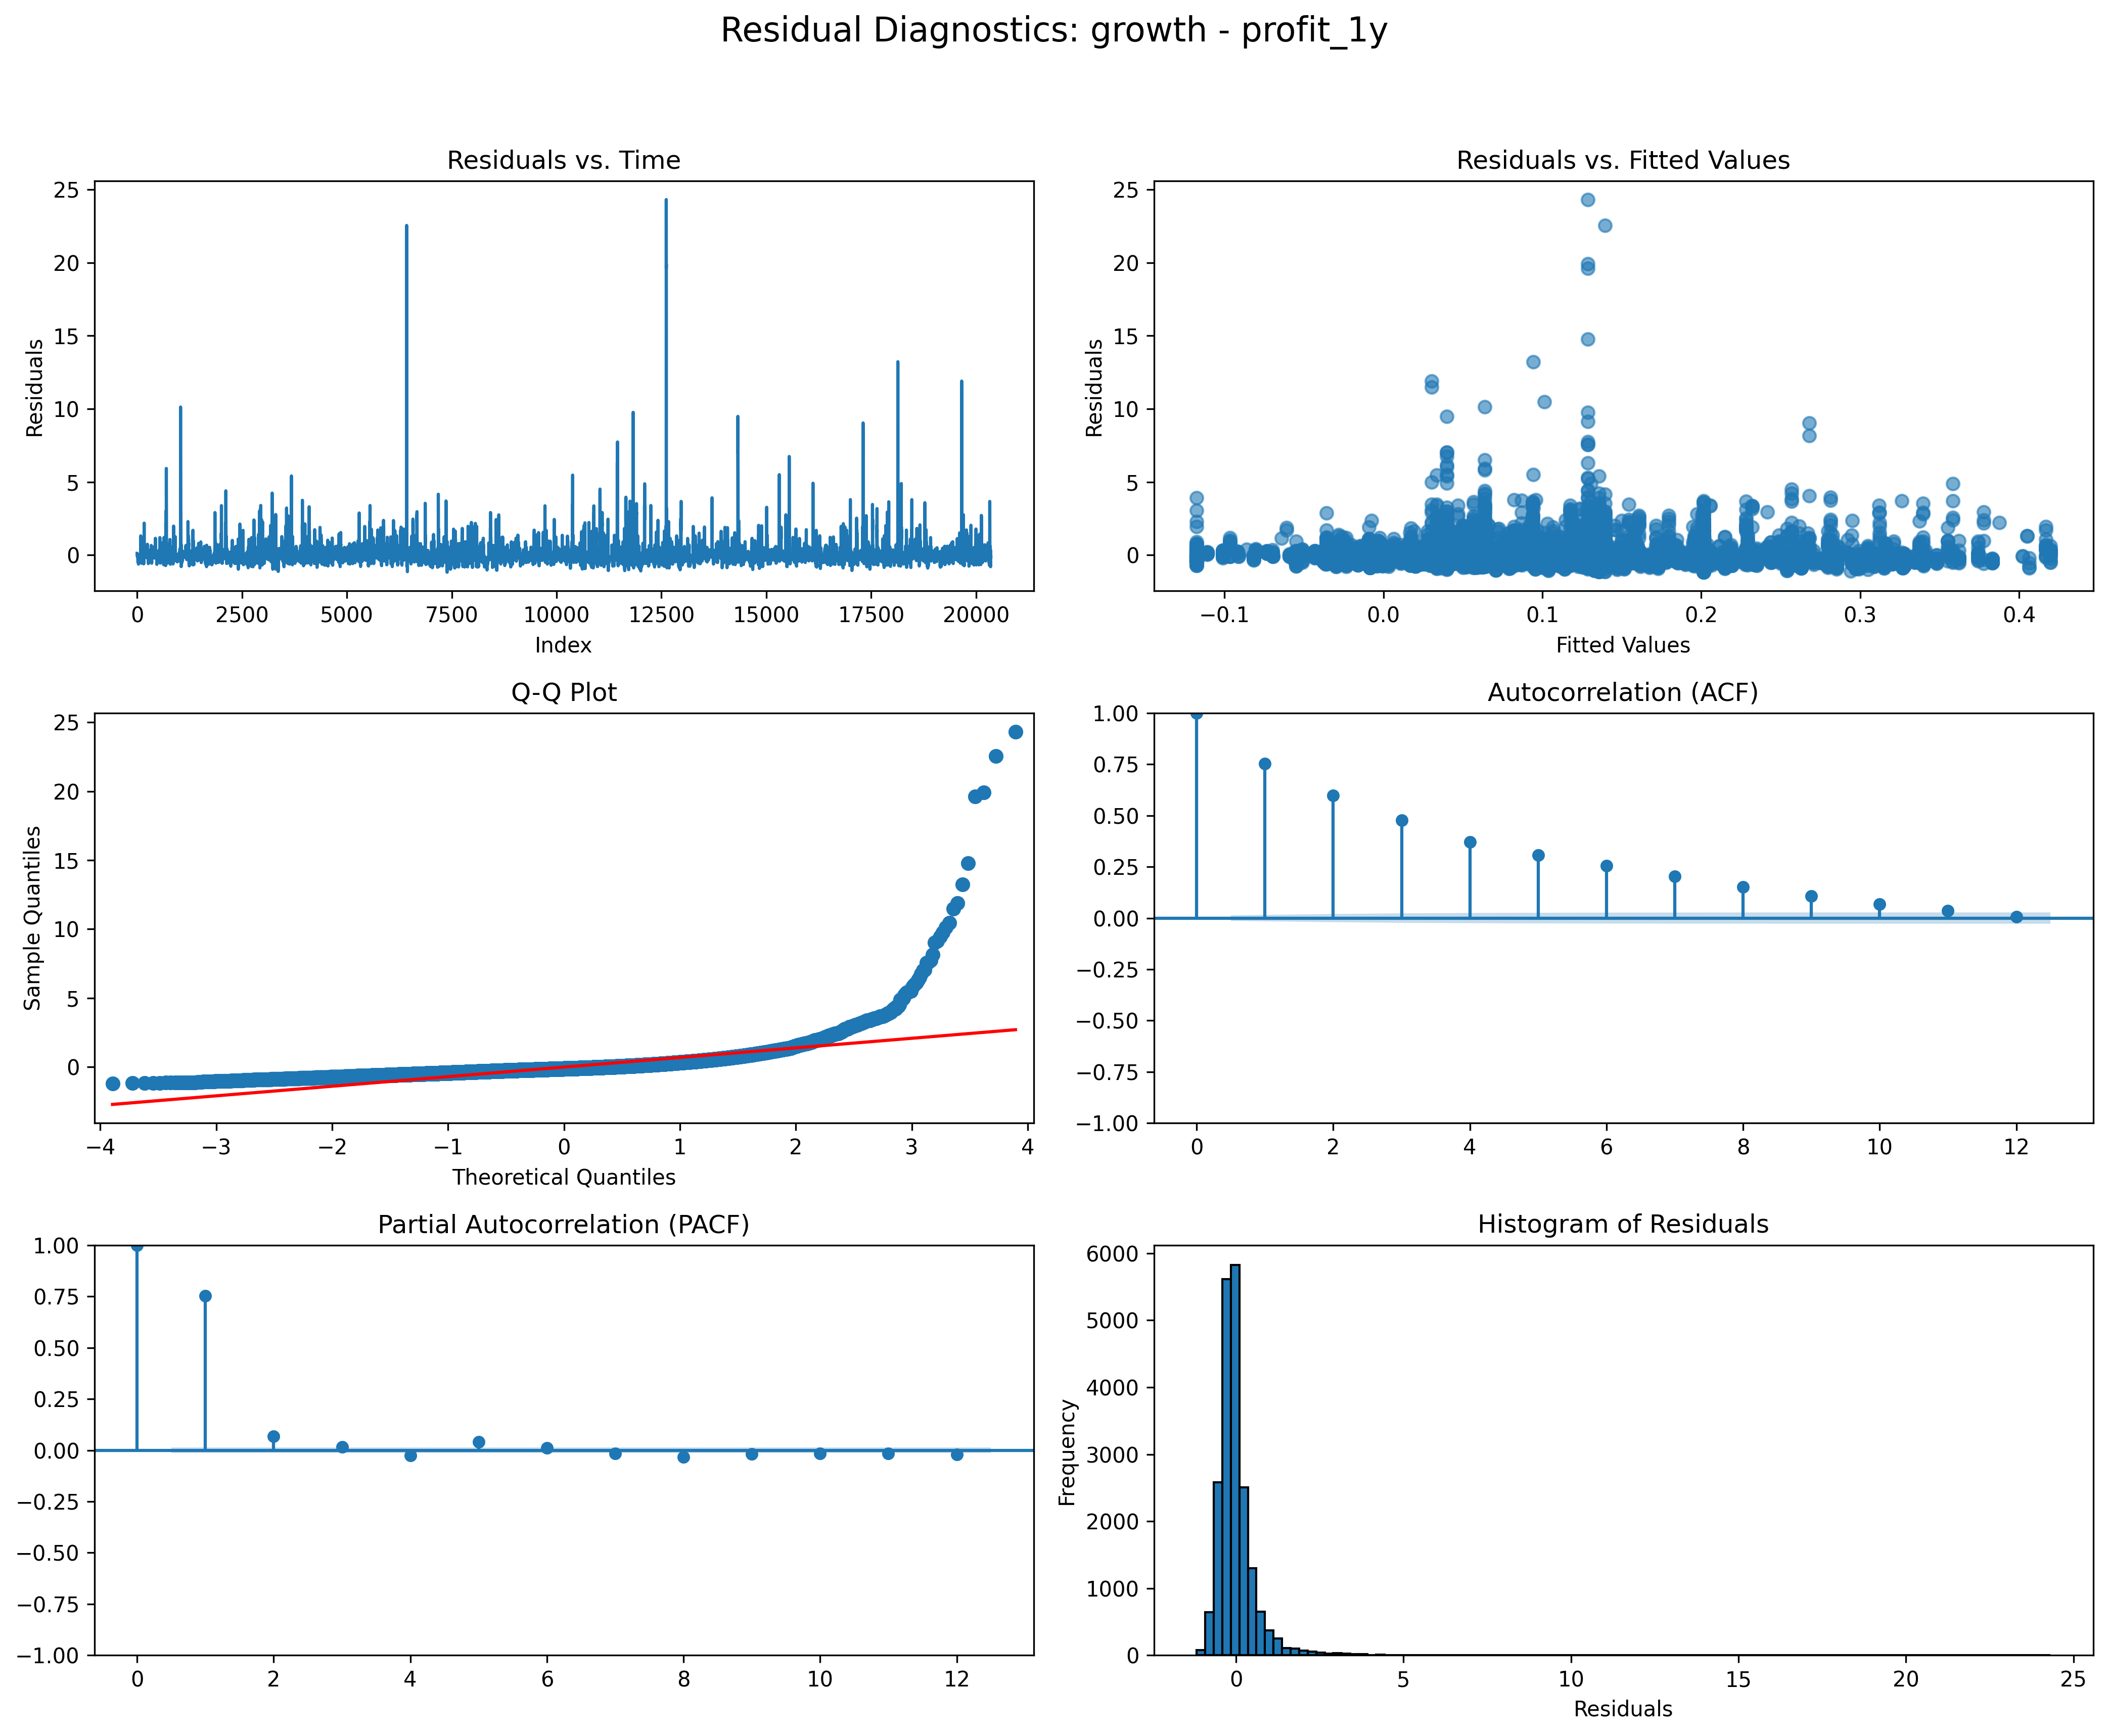 Residual Diagnostics: growth - profit_1y
Residuals vs. Time
25
20
15
10
5
0
Residuals
0 2500 5000 7500 10000 12500 15000 17500 20000
Index
Residuals vs. Fitted Values
25
20
15
10
5
0
Residuals
−0.1 0.0 0.1 0.2 0.3 0.4
Fitted Values
Q-Q Plot
25
20
15
10
5
0
Sample Quantiles
−4 −3 −2 −1 0 1 2 3 4
Theoretical Quantiles
Autocorrelation (ACF)
1.00
0.75
0.50
0.25
0.00
−0.25
−0.50
−0.75
−1.00
0 2 4 6 8 10 12
Partial Autocorrelation (PACF)
1.00
0.75
0.50
0.25
0.00
−0.25
−0.50
−0.75
−1.00
0 2 4 6 8 10 12
Histogram of Residuals
6000
5000
4000
3000
2000
1000
0
Frequency
0 5 10 15 20 25
Residuals